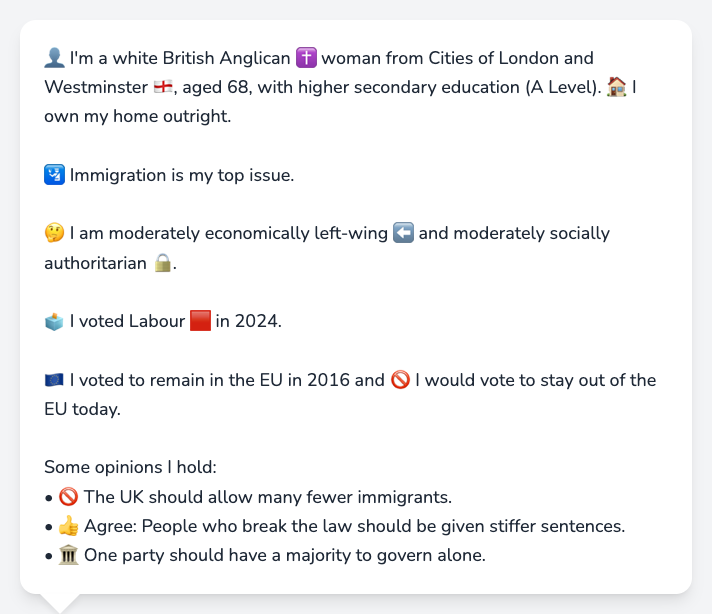 👤 I'm a white British Anglican ✝️ woman from Cities of London and
Westminster 🏴󠁧󠁢󠁥󠁮󠁧󠁿, aged 68, with higher secondary education (A Level). 🏠 I
own my home outright.
🛂 Immigration is my top issue.
🤔 I am moderately economically left-wing ⬅️ and moderately socially
authoritarian 🔒.
🗳️ I voted Labour 🟥 in 2024.
🇪🇺 I voted to remain in the EU in 2016 and 🚫 I would vote to stay out of the
EU today.
Some opinions I hold:
• 🚫 The UK should allow many fewer immigrants.
• 👍 Agree: People who break the law should be given stiffer sentences.
• 🏛️ One party should have a majority to govern alone.